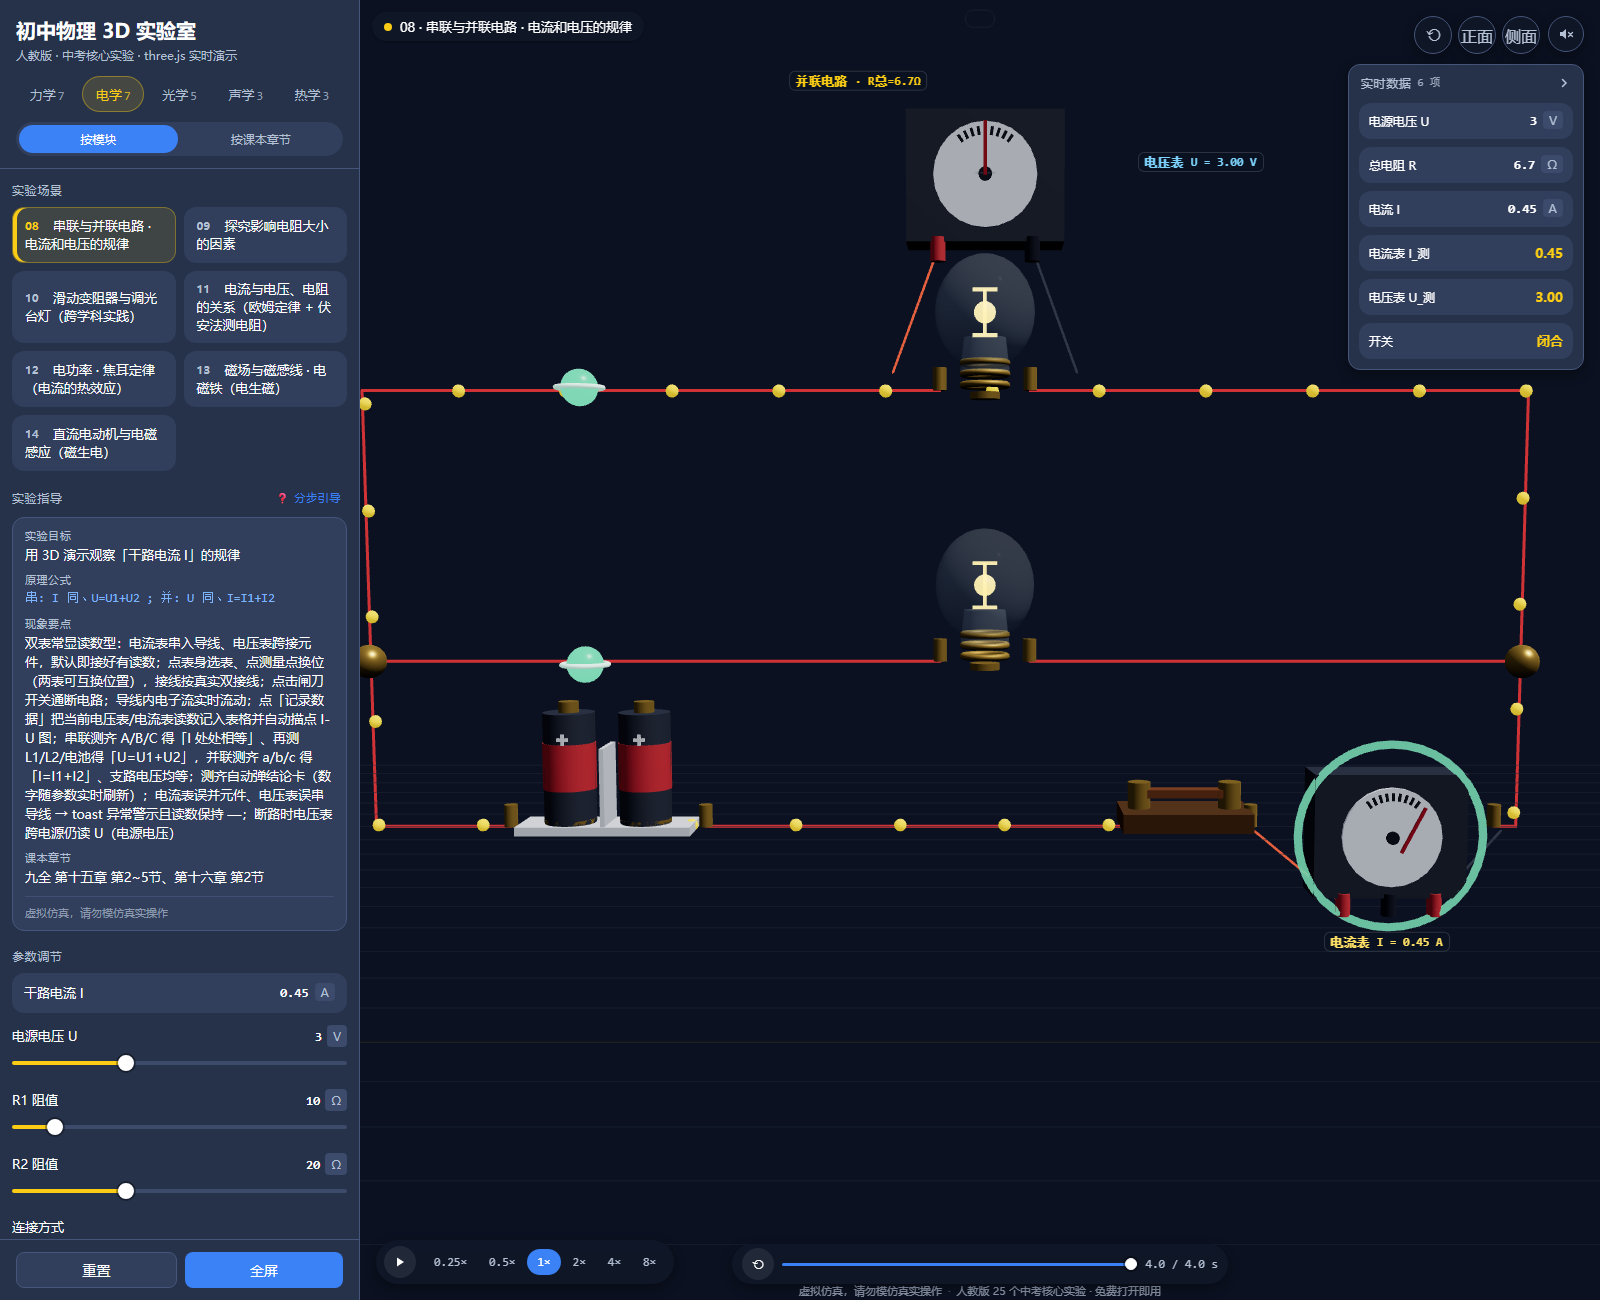 初中物理 3D 实验室
人教版 · 中考核心实验 · three.js 实时演示
力学 7
电学 7
光学 5
声学 3
热学 3
按模块
按课本章节
实验场景
08 串联与并联电路 ·
电流和电压的规律
09 探究影响电阻大小
的因素
10 滑动变阻器与调光
台灯（跨学科实践）
11 电流与电压、电阻
的关系（欧姆定律 + 伏
安法测电阻）
12 电功率 · 焦耳定律
（电流的热效应）
13 磁场与磁感线 · 电
磁铁（电生磁）
14 直流电动机与电磁
感应（磁生电）
实验指导
❓ 分步引导
实验目标
用 3D 演示观察「干路电流 I」的规律
原理公式
串: I 同、U=U1+U2 ; 并: U 同、I=I1+I2
现象要点
双表常显读数型：电流表串入导线、电压表跨接元
件，默认即接好有读数；点表身选表、点测量点换位
（两表可互换位置），接线按真实双接线；点击闸刀
开关通断电路；导线内电子流实时流动；点「记录数
据」把当前电压表/电流表读数记入表格并自动描点 I-
U 图；串联测齐 A/B/C 得「I 处处相等」、再测
L1/L2/电池得「U=U1+U2」，并联测齐 a/b/c 得
「I=I1+I2」、支路电压均等；测齐自动弹结论卡（数
字随参数实时刷新）；电流表误并元件、电压表误串
导线 → toast 异常警示且读数保持 —；断路时电压表
跨电源仍读 U（电源电压）
课本章节
九全 第十五章 第2~5节、第十六章 第2节
虚拟仿真，请勿模仿真实操作
参数调节
干路电流 I 0.45 A
电源电压 U 3 V
R1 阻值 10 Ω
R2 阻值 20 Ω
连接方式
重置
全屏
08 · 串联与并联电路 · 电流和电压的规律
并联电路 · R总=6.7Ω
电压表 U = 3.00 V
电流表 I = 0.45 A
正面
侧面
实时数据 6 项
电源电压 U 3 V
总电阻 R 6.7 Ω
电流 I 0.45 A
电流表 I_测 0.45
电压表 U_测 3.00
开关 闭合
0.25× 0.5× 1× 2× 4× 8×
4.0 / 4.0 s
虚拟仿真，请勿模仿真实操作 · 人教版 25 个中考核心实验 · 免费打开即用